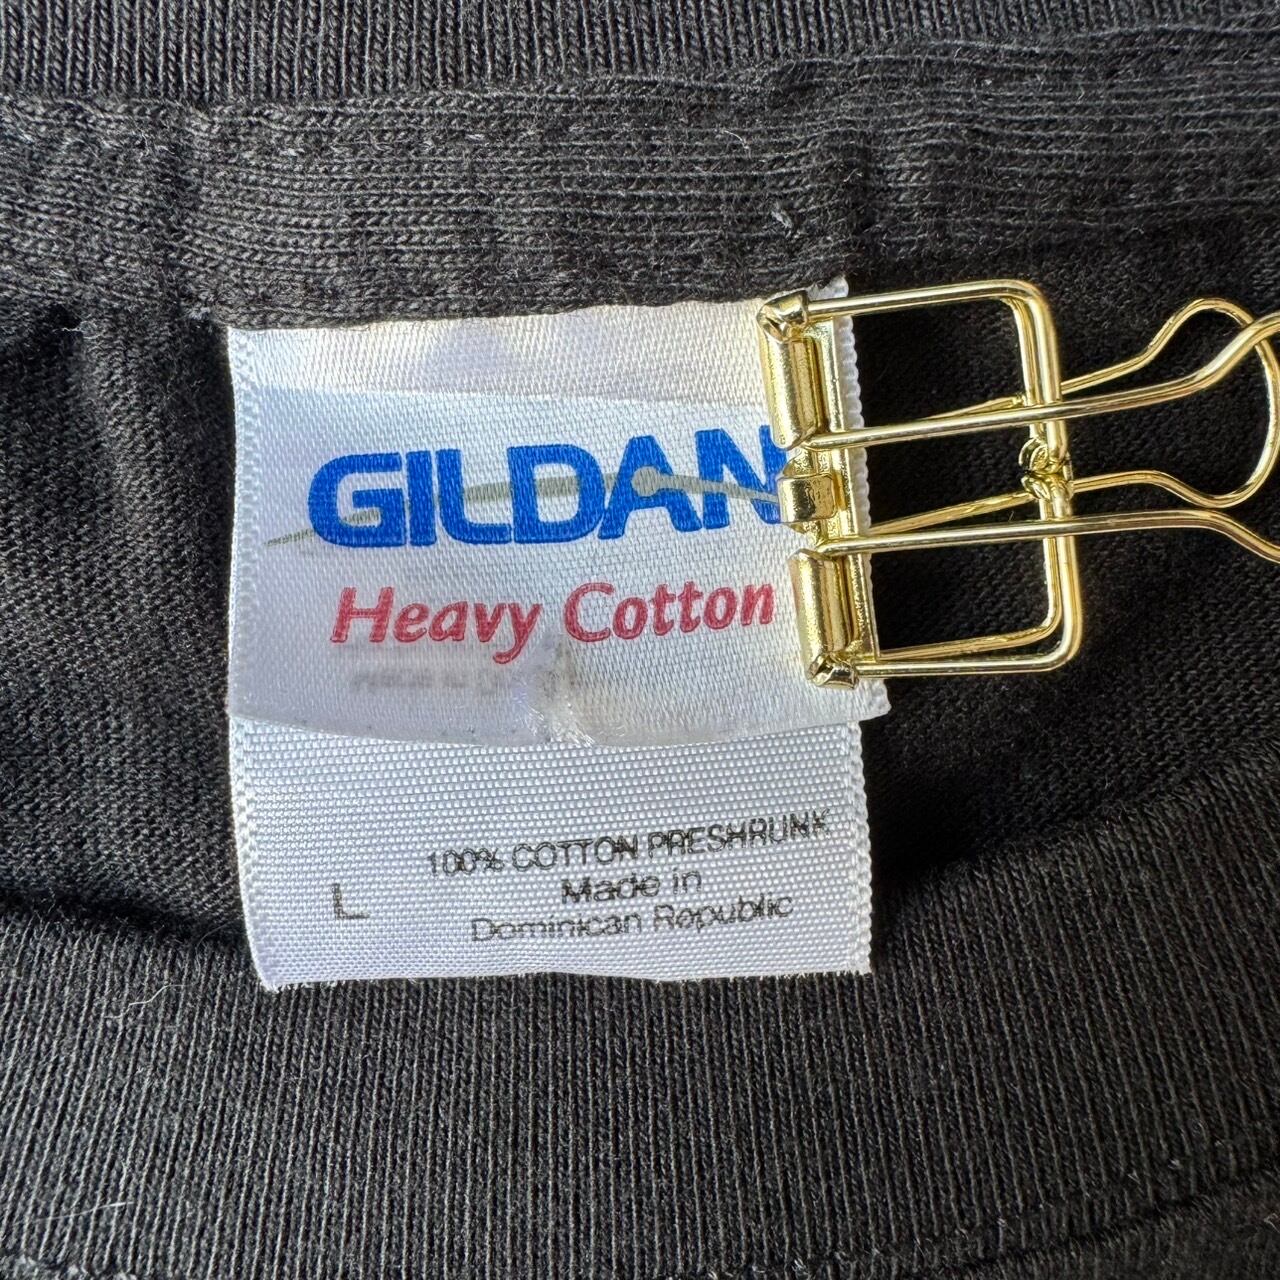 GILDAN
Heavy Cotton
100% COTTON PRESHRUNK
Made in
L
Dominican Republic